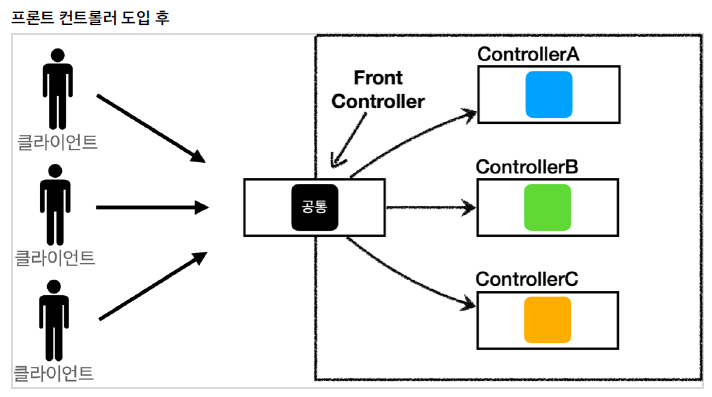 프론트 컨트롤러 도입 후
클라이언트
클라이언트
클라이언트
Front
Controller
공통
ControllerA
ControllerB
ControllerC